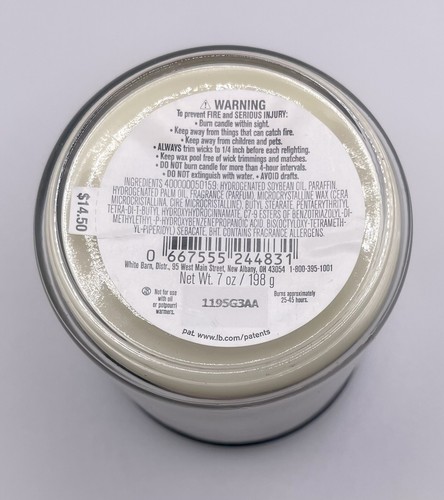 ⚠ WARNING
To prevent FIRE and SERIOUS INJURY:
• Burn candle within sight.
• Keep away from things that can catch fire.
• Keep away from children and pets.
• ALWAYS trim wicks to 1/4 inch before each relighting.
• Keep wax pool free of wick trimmings and matches.
• DO NOT burn candle for more than a 4-hour period.
• DO NOT extinguish with water. • AVOID drafts.
INGREDIENTS 400000050159: HYDROGENATED SOYBEAN OIL, PARAFFIN,
HYDROGENATED PALM OIL, FRAGRANCE (PARFUM), MICROCRYSTALLINE WAX (CERA
MICROCRISTALLINA, CIRE MICROCRISTALLINE), BUTYL STEARATE, PENTAERYTHRITYL
TETRA-DI-T-BUTYL HYDROXYHYDROCINNAMATE, C7-9 ESTERS OF BENZOTRIAZOLYL-DI-
METHYLETHYL P-HYDROXYBENZENEPROPANOIC ACID, BIS(OCTYLOXY-TETRAMETH-
YL-PIPERIDYL) SEBACATE, BHT. CONTAINS FRAGRANCE ALLERGENS.
0 667555 244831
White Barn, Distr., 95 West Main Street, New Albany, OH 43054 1-800-395-1001
Net Wt. 7 oz / 198 g
Not for use
with oil
or potpourri
warmers.
1195G3AA
Burns approximately
25-45 hours.
pat. www.lb.com/patents
$14.50